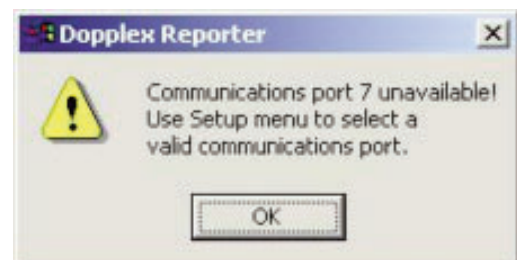 Dopplex Reporter
Communications port 7 unavailable!
Use Setup menu to select a
valid communications port.
OK